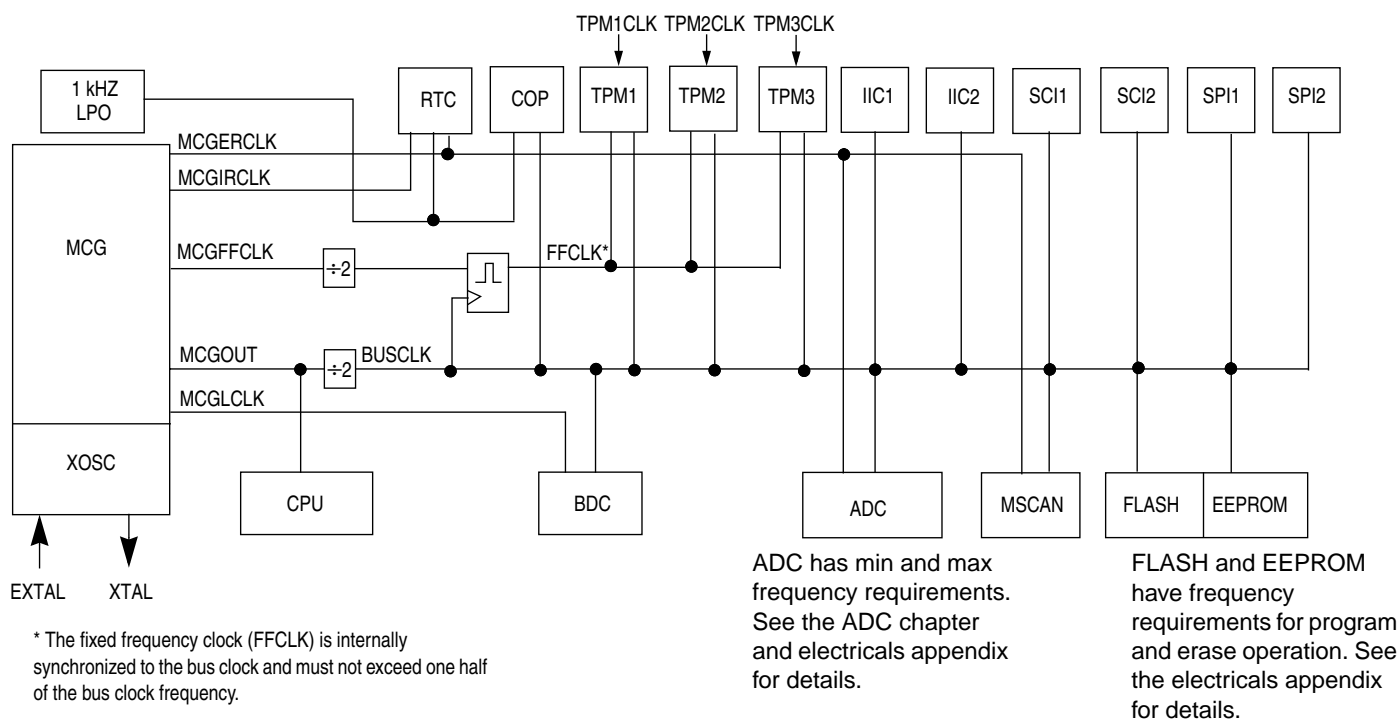 TPM1CLK TPM2CLK TPM3CLK
1 kHZ
LPO
RTC
COP
TPM1
TPM2
TPM3
IIC1
IIC2
SCI1
SCI2
SPI1
SPI2
MCGERCLK
MCGIRCLK
MCG
MCGFFCLK
÷2
FFCLK*
MCGOUT
÷2
BUSCLK
MCGLCLK
XOSC
CPU
BDC
ADC
MSCAN
FLASH
EEPROM
EXTAL
XTAL
ADC has min and max
frequency requirements.
See the ADC chapter
and electricals appendix
for details.
FLASH and EEPROM
have frequency
requirements for program
and erase operation. See
the electricals appendix
for details.
* The fixed frequency clock (FFCLK) is internally
synchronized to the bus clock and must not exceed one half
of the bus clock frequency.